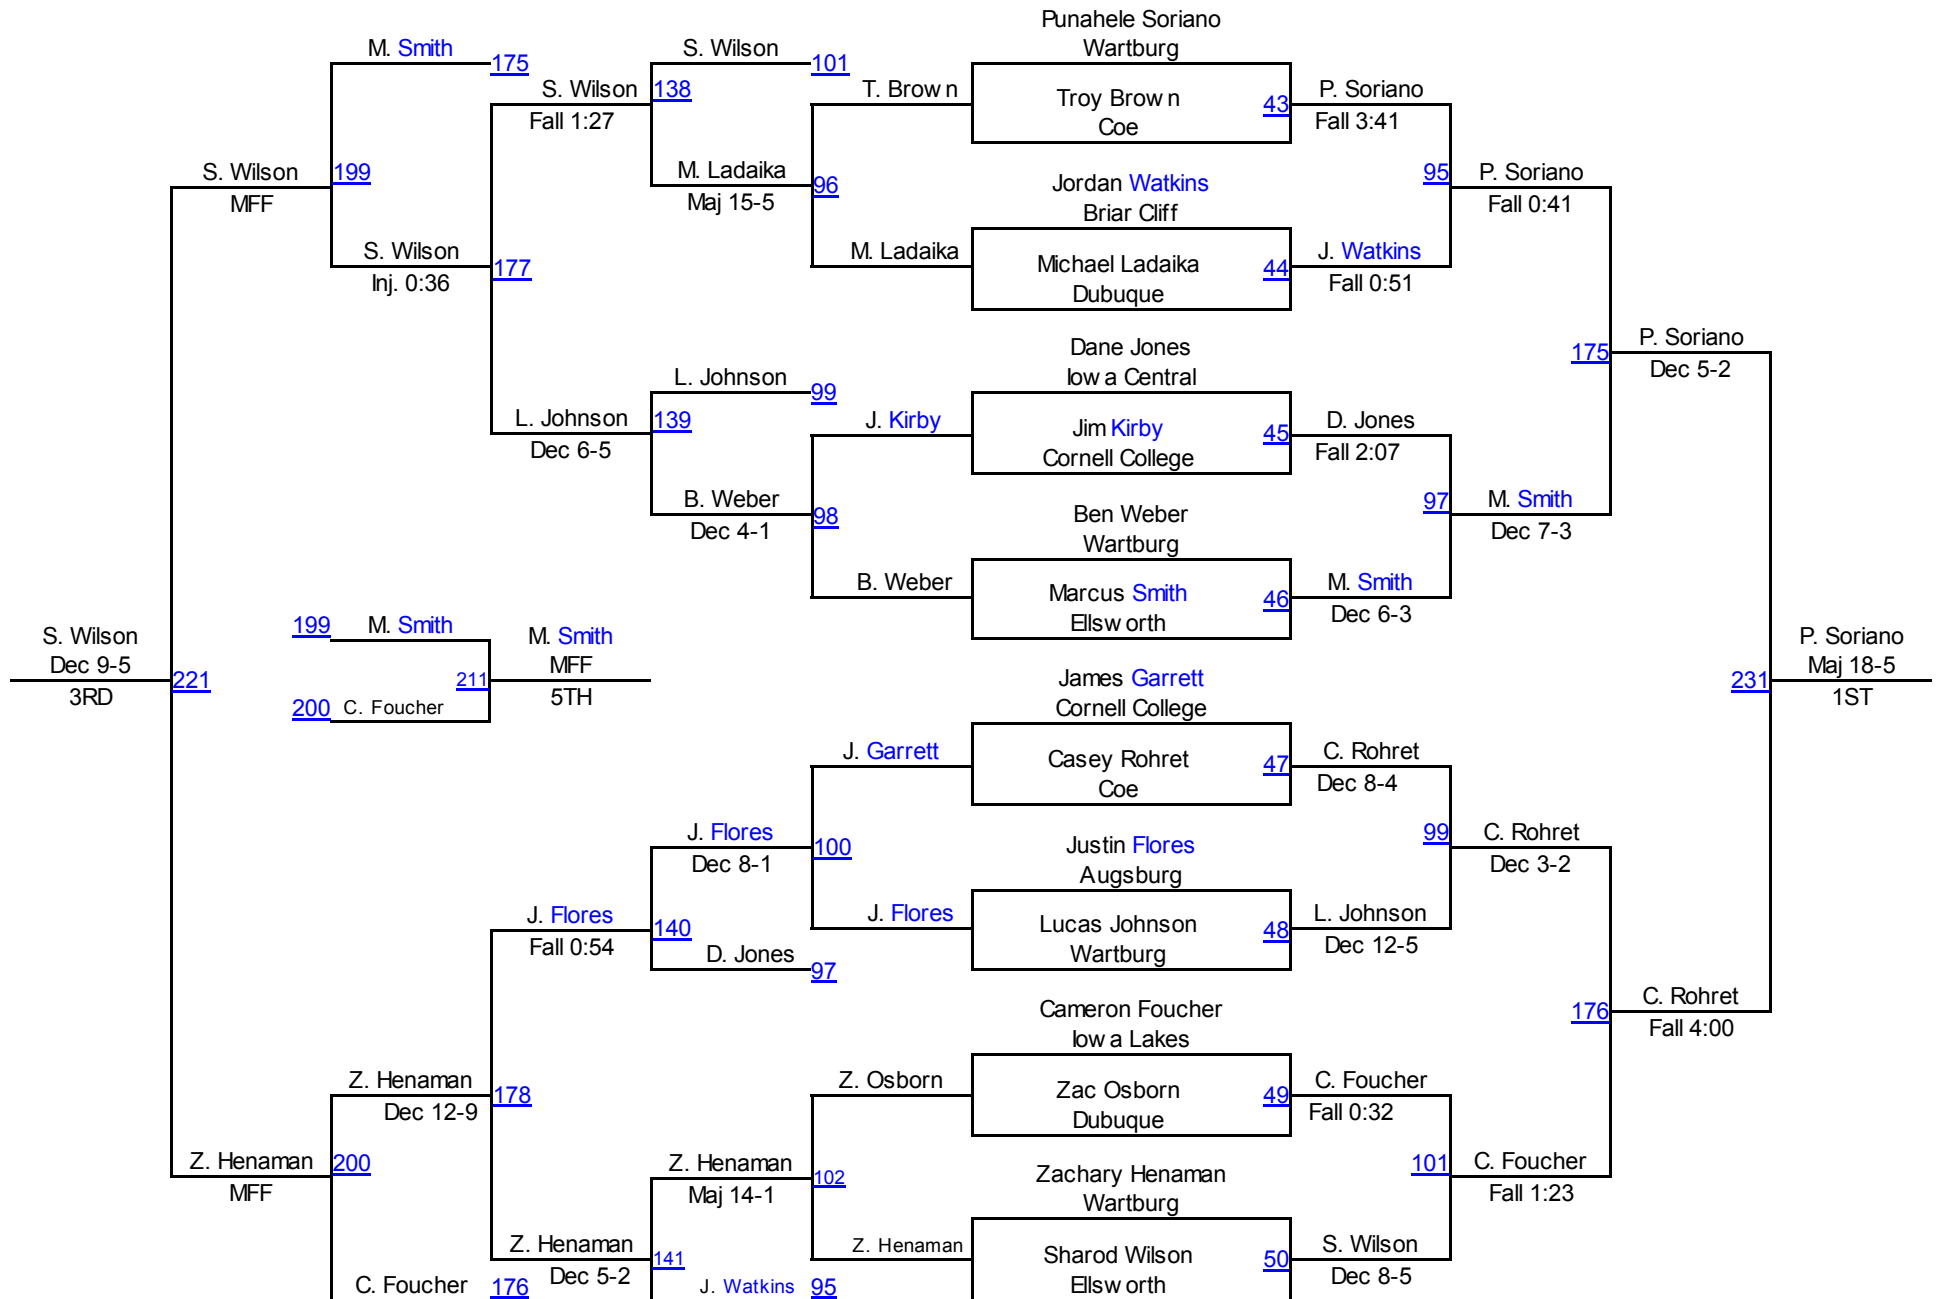 Punahele Soriano
M. Smith
S. Wilson
Wartburg
175
101
S. Wilson
138
T. Brown
Troy Brown
43
P. Soriano
Fall 1:27
Coe
Fall 3:41
S. Wilson
199
M. Ladaika
96
Jordan Watkins
95
P. Soriano
MFF
Maj 15-5
Briar Cliff
Fall 0:41
S. Wilson
177
M. Ladaika
Michael Ladaika
44
J. Watkins
Inj. 0:36
Dubuque
Fall 0:51
Dane Jones
175
P. Soriano
L. Johnson
99
Iowa Central
Dec 5-2
L. Johnson
139
J. Kirby
Jim Kirby
45
D. Jones
Dec 6-5
Cornell College
Fall 2:07
B. Weber
98
Ben Weber
97
M. Smith
Dec 4-1
Wartburg
Dec 7-3
B. Weber
Marcus Smith
46
M. Smith
Ellsworth
Dec 6-3
S. Wilson
199
M. Smith
M. Smith
P. Soriano
Dec 9-5
MFF
Maj 18-5
221
211
James Garrett
231
3RD
200
C. Foucher
5TH
Cornell College
1ST
J. Garrett
Casey Rohret
47
C. Rohret
Coe
Dec 8-4
J. Flores
100
Justin Flores
99
C. Rohret
Dec 8-1
Augsburg
Dec 3-2
J. Flores
140
J. Flores
Lucas Johnson
48
L. Johnson
Fall 0:54
D. Jones
97
Wartburg
Dec 12-5
Cameron Foucher
176
C. Rohret
Iowa Lakes
Fall 4:00
Z. Henaman
178
Z. Osborn
Zac Osborn
49
C. Foucher
Dec 12-9
Dubuque
Fall 0:32
Z. Henaman
200
Z. Henaman
102
Zachary Henaman
101
C. Foucher
MFF
Maj 14-1
Wartburg
Fall 1:23
Z. Henaman
141
Z. Henaman
Sharod Wilson
50
S. Wilson
C. Foucher
176
Dec 5-2
J. Watkins
95
Ellsworth
Dec 8-5